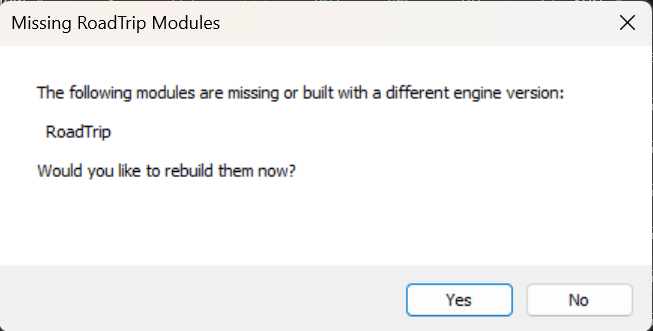 Missing RoadTrip Modules
The following modules are missing or built with a different engine version:
RoadTrip
Would you like to rebuild them now?
Yes No